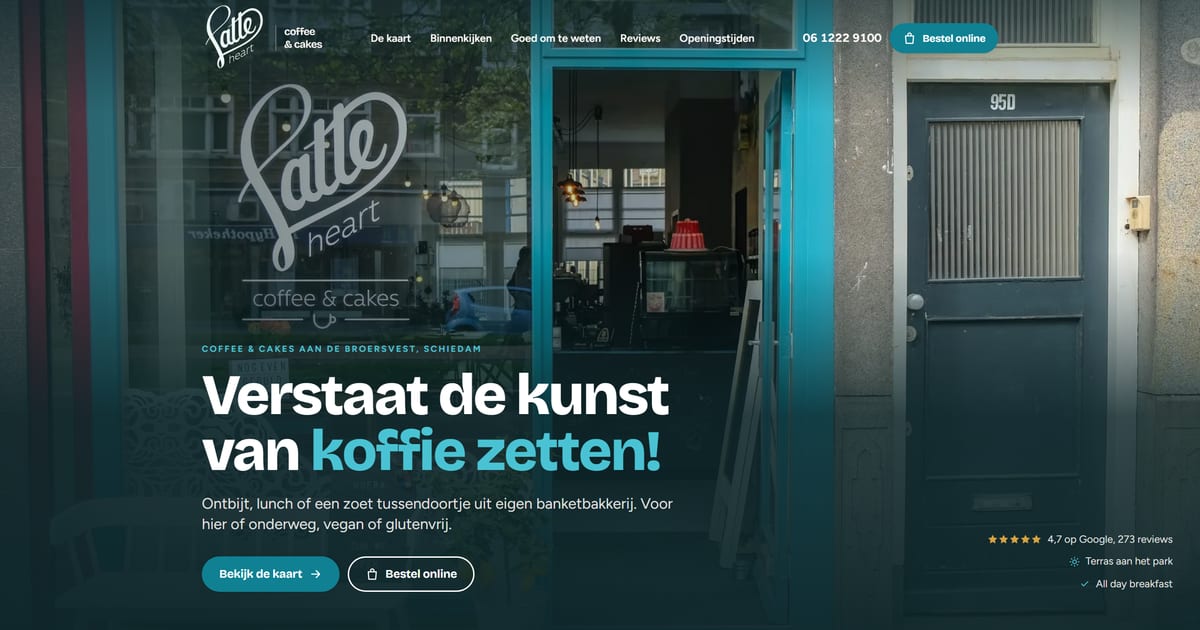 Latte
heart
coffee
& cakes
De kaart
Binnenkijken
Goed om te weten
Reviews
Openingstijden
06 1222 9100
Bestel online
95D
Latte
heart
Hypotheker
coffee & cakes
COFFEE & CAKES AAN DE BROERSVEST, SCHIEDAM
NOG EVEN
Verstaat de kunst
van koffie zetten!
Ontbijt, lunch of een zoet tussendoortje uit eigen banketbakkerij. Voor
hier of onderweg, vegan of glutenvrij.
Bekijk de kaart
Bestel online
4,7 op Google, 273 reviews
Terras aan het park
All day breakfast